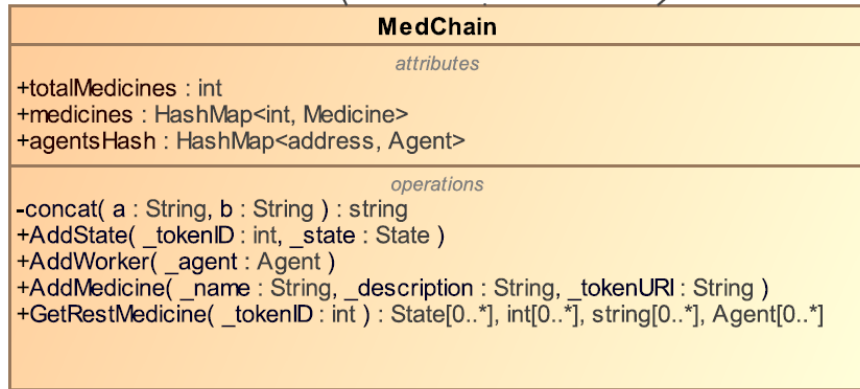 MedChain
attributes
+totalMedicines : int
+medicines : HashMap<int, Medicine>
+agentsHash : HashMap<address, Agent>
operations
-concat( a : String, b : String ) : string
+AddState( _tokenID : int, _state : State )
+AddWorker( _agent : Agent )
+AddMedicine( _name : String, _description : String, _tokenURI : String )
+GetRestMedicine( _tokenID : int ) : State[0..*], int[0..*], string[0..*], Agent[0..*]